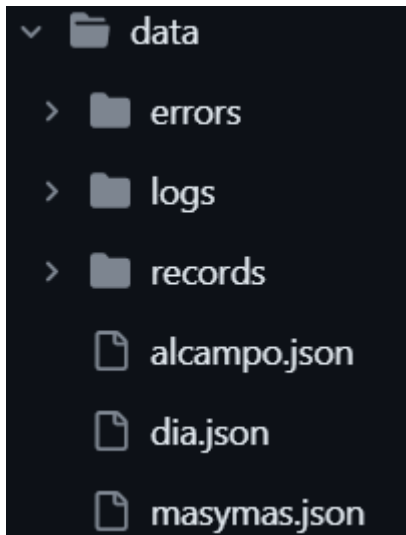 data
errors
logs
records
alcampo.json
dia.json
masymas.json